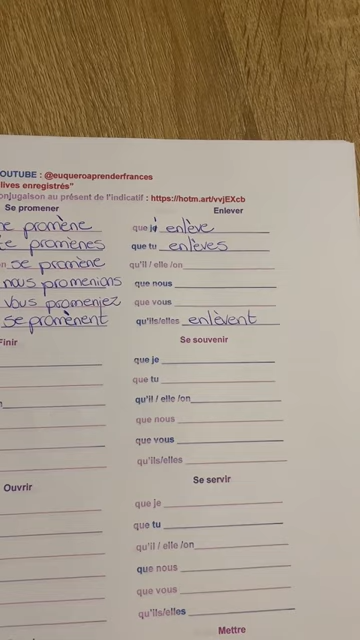 OUTUBE : @euqueroaprenderfrances
lives enregistrés"
onjugaison au présent de l'indicatif : https://hotm.art/vvjEXcb
Se promener
Enlever
me promène
que j' enlève
te promènes
que tu enlèves
n se promène
qu'il / elle /on
nous promenions
que nous
vous promeniez
que vous
se promènent
qu'ils/elles enlèvent
Finir
Se souvenir
que je
que tu
qu'il / elle /on
que nous
que vous
qu'ils/elles
Ouvrir
Se servir
que je
que tu
qu'il / elle /on
que nous
que vous
qu'ils/elles
Mettre